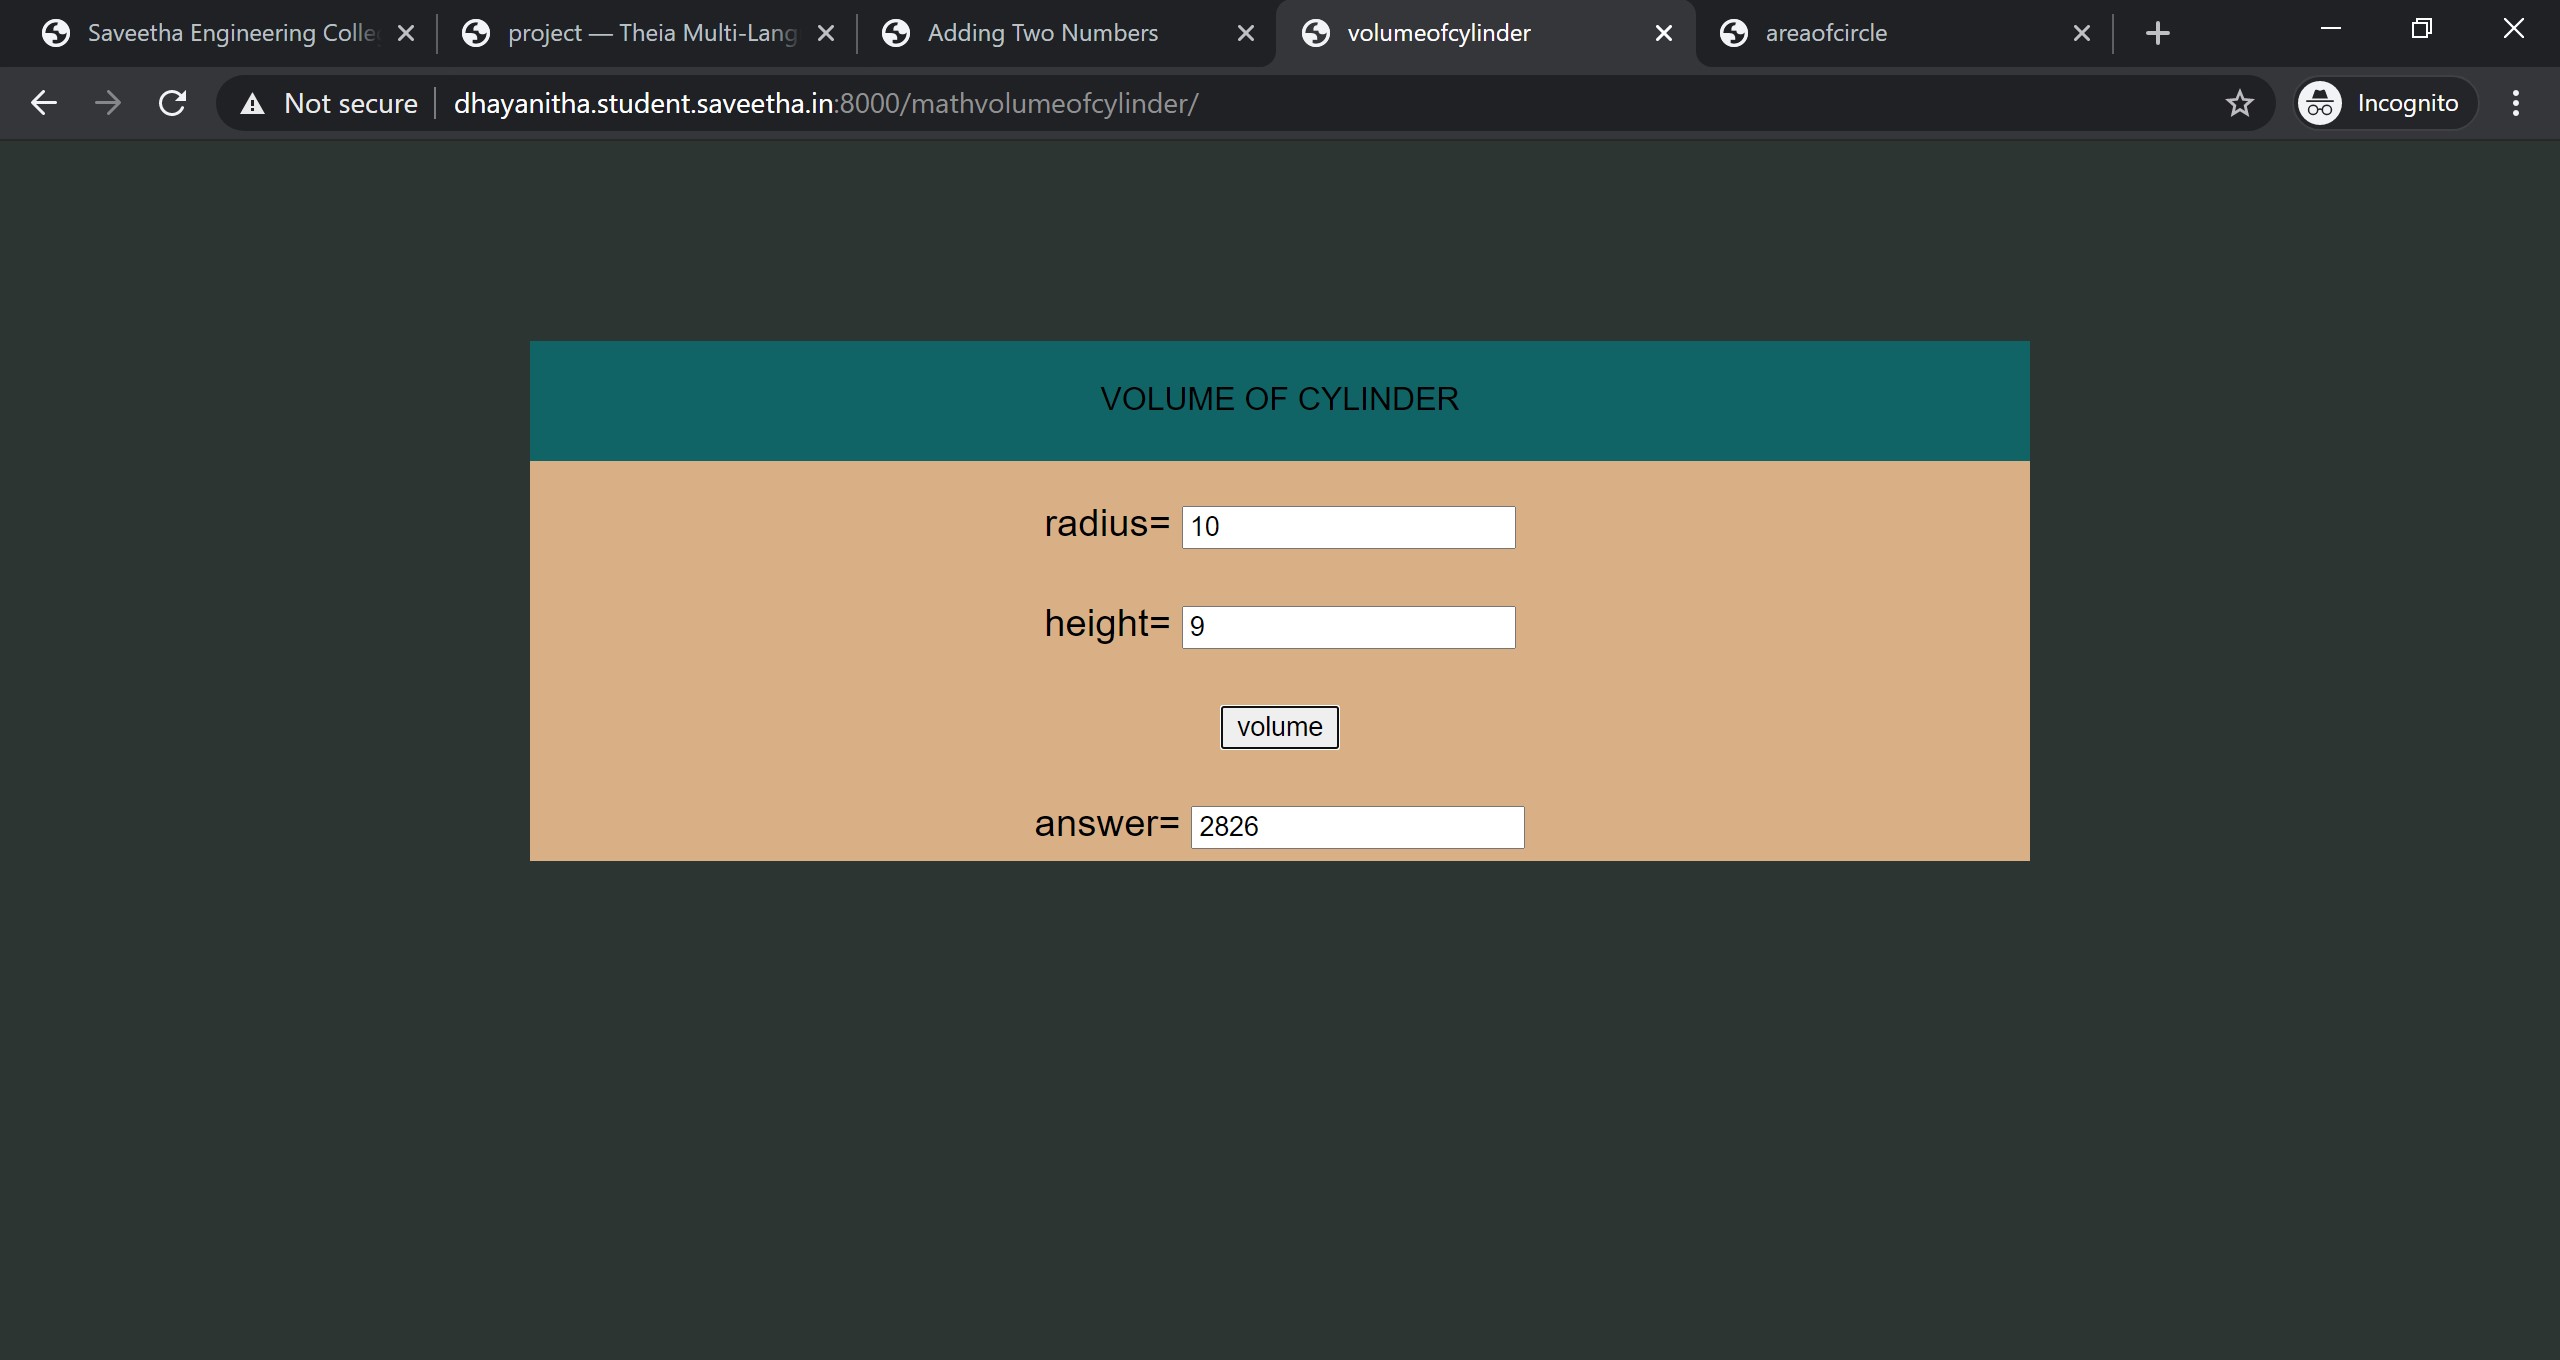 Saveetha Engineering Colle
project — Theia Multi-Lang
Adding Two Numbers
volumeofcylinder
areaofcircle
Not secure
dhayanitha.student.saveetha.in:8000/mathvolumeofcylinder/
Incognito
VOLUME OF CYLINDER
radius= 10
height= 9
volume
answer= 2826